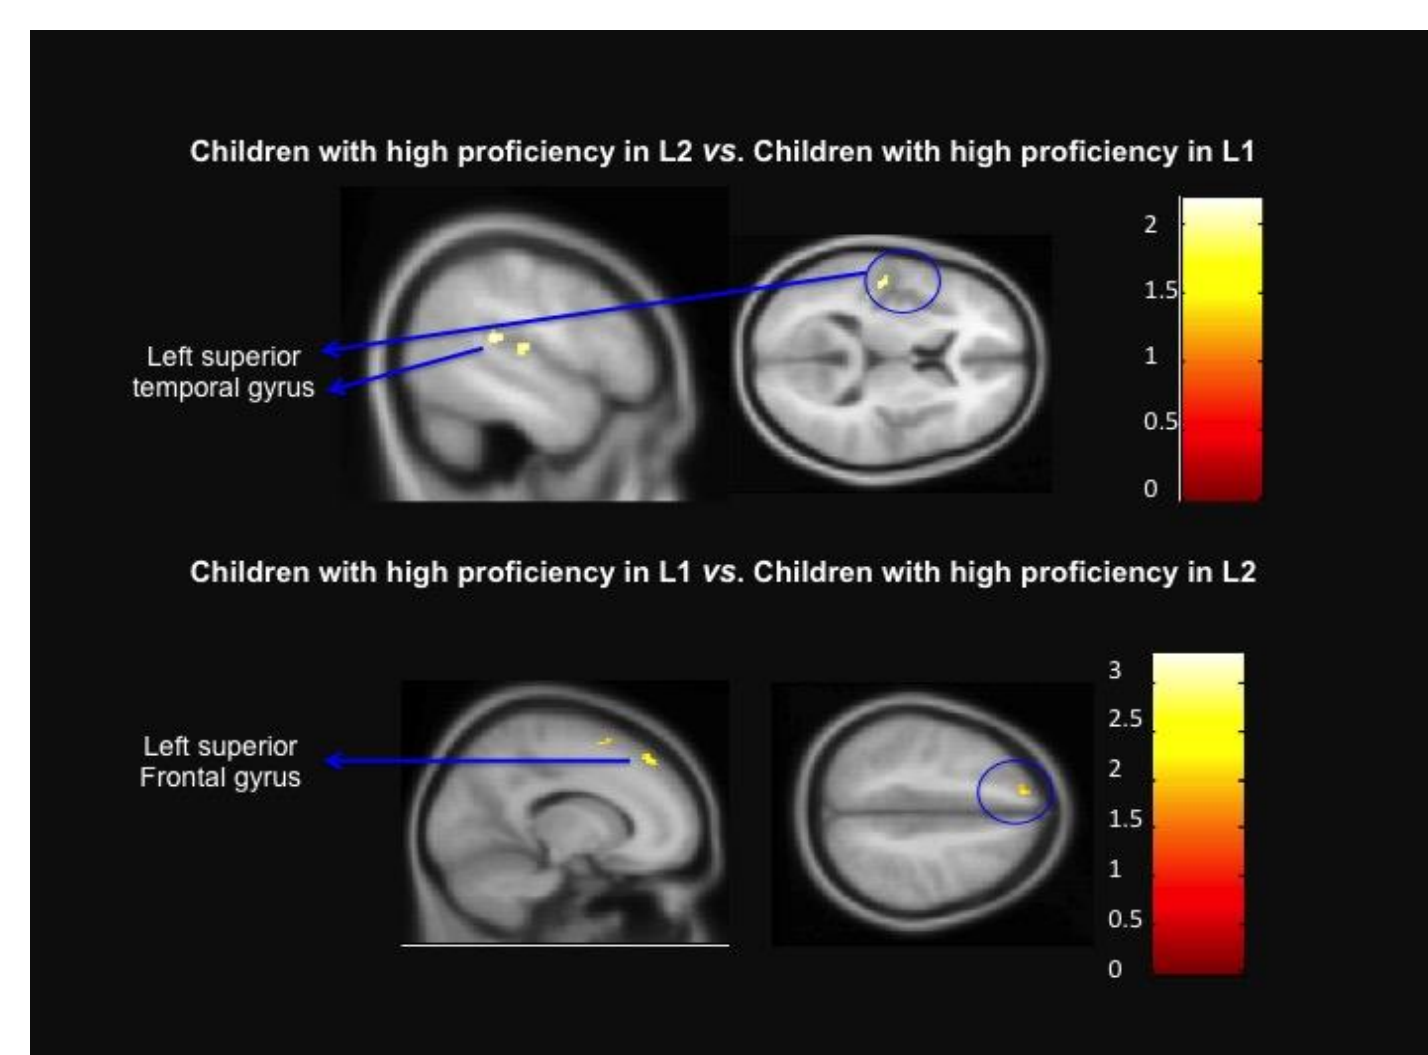 Children with high proficiency in L2 vs. Children with high proficiency in L1
2
1.5
1
0.5
0
Left superior
temporal gyrus
Children with high proficiency in L1 vs. Children with high proficiency in L2
3
2.5
2
1.5
1
0.5
0
Left superior
Frontal gyrus